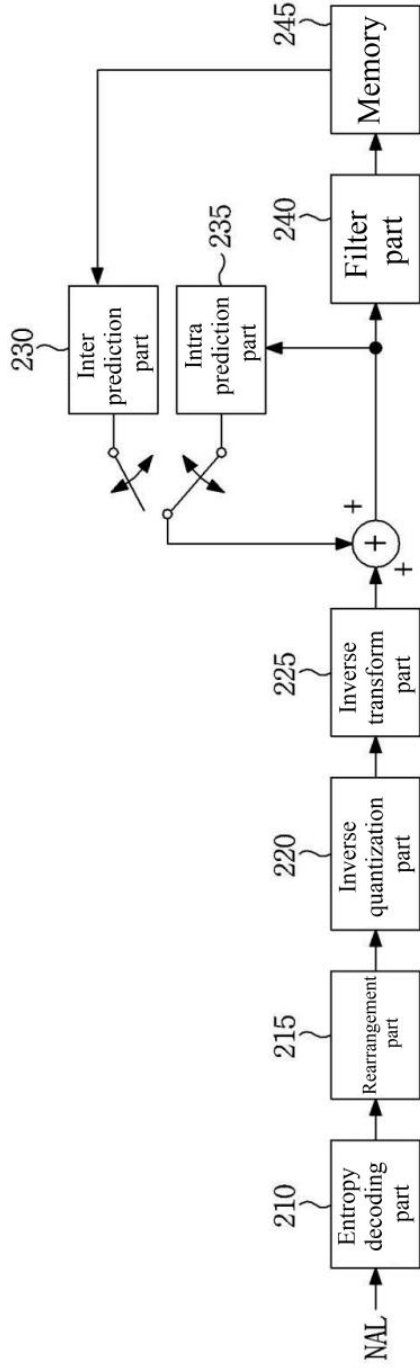 NAL
210
Entropy
decoding
part
215
Rearrangement
part
220
Inverse
quantization
part
225
Inverse
transform
part
+
+
+
230
Inter
prediction
part
235
Intra
prediction
part
240
Filter
part
245
Memory